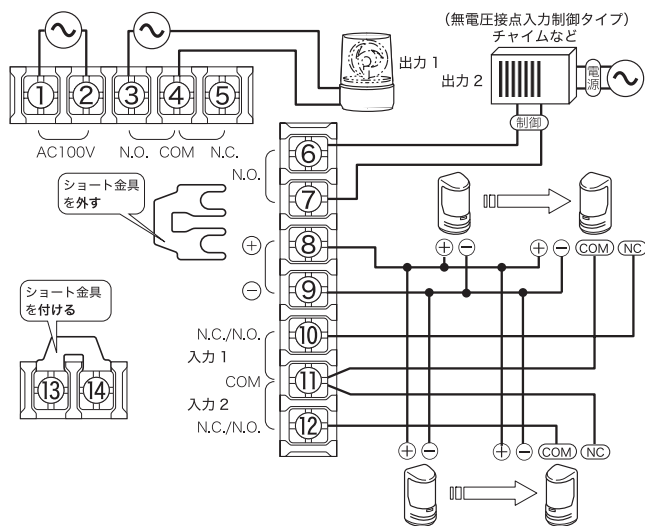 (無電圧接点入力制御タイプ)
チャイムなど
出力 1
出力 2
電源
制御
① ② ③ ④ ⑤
AC100V N.O. COM N.C.
ショート金具
を外す
N.O.
⑥
⑦
⊕ ⑧
⊖ ⑨
N.C./N.O. ⑩
入力 1
COM ⑪
入力 2
N.C./N.O. ⑫
⊕ ⊖ ⊕ ⊖ COM NC
ショート金具
を付ける
⑬ ⑭
⊕ ⊖ ⊕ ⊖ COM NC